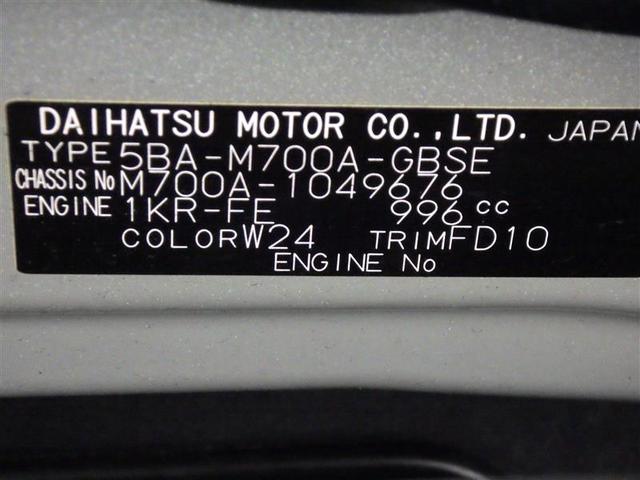 DAIHATSU MOTOR CO.,LTD. JAPAN
TYPE 5BA-M700A-GBSE
CHASSIS No M700A-1049676
ENGINE 1KR-FE 996 cc
COLOR W24 TRIM FD10
ENGINE No